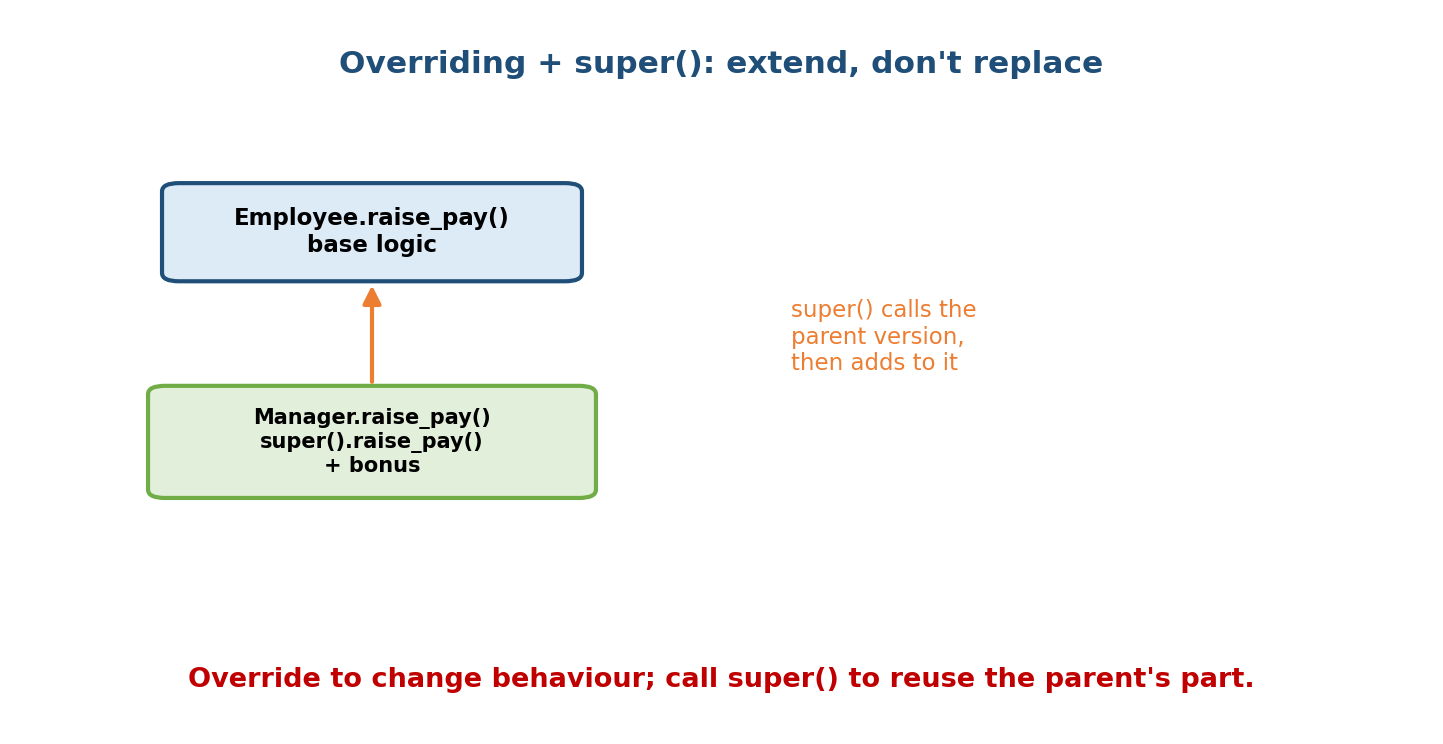 Overriding + super(): extend, don't replace
Employee.raise_pay()
base logic
super() calls the
parent version,
then adds to it
Manager.raise_pay()
super().raise_pay()
+ bonus
Override to change behaviour; call super() to reuse the parent's part.